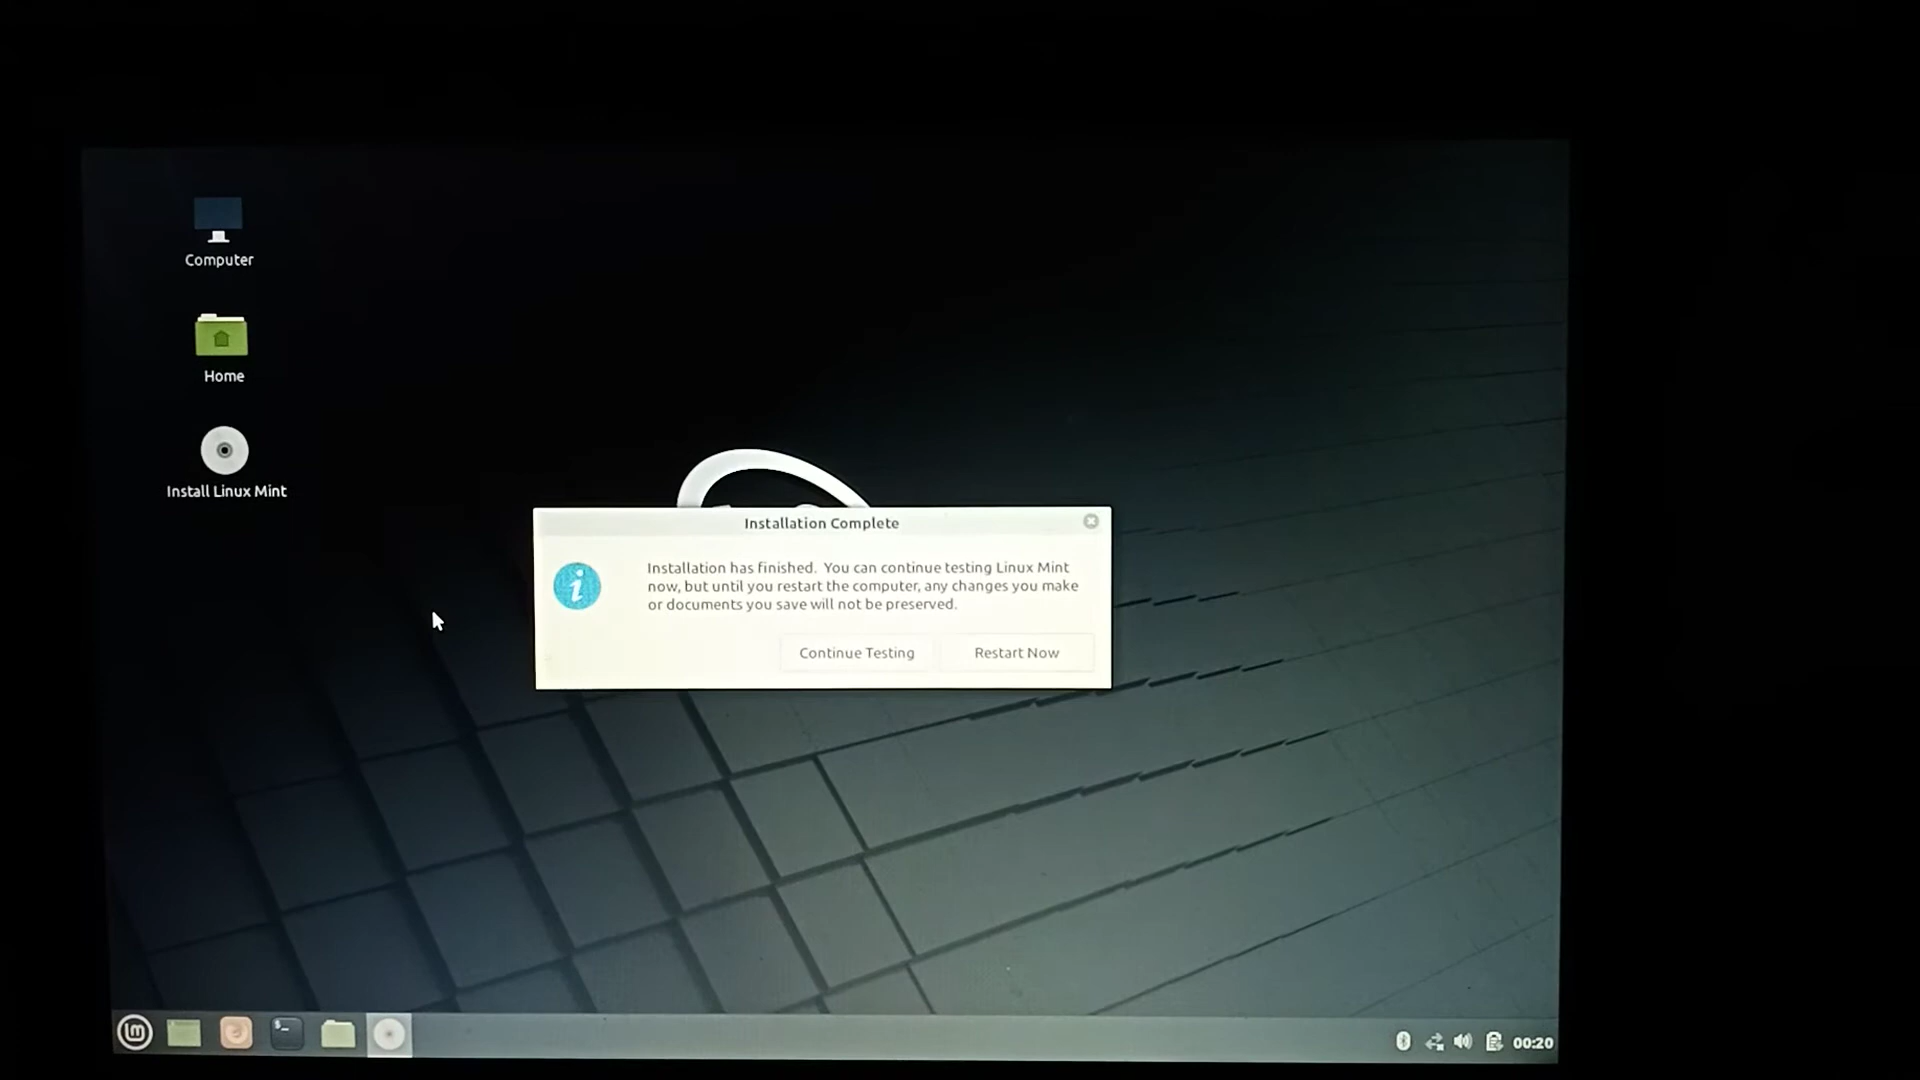 Computer
Home
Install Linux Mint
Installation Complete
Installation has finished. You can continue testing Linux Mint
now, but until you restart the computer, any changes you make
or documents you save will not be preserved.
Continue Testing
Restart Now
$_
00:20